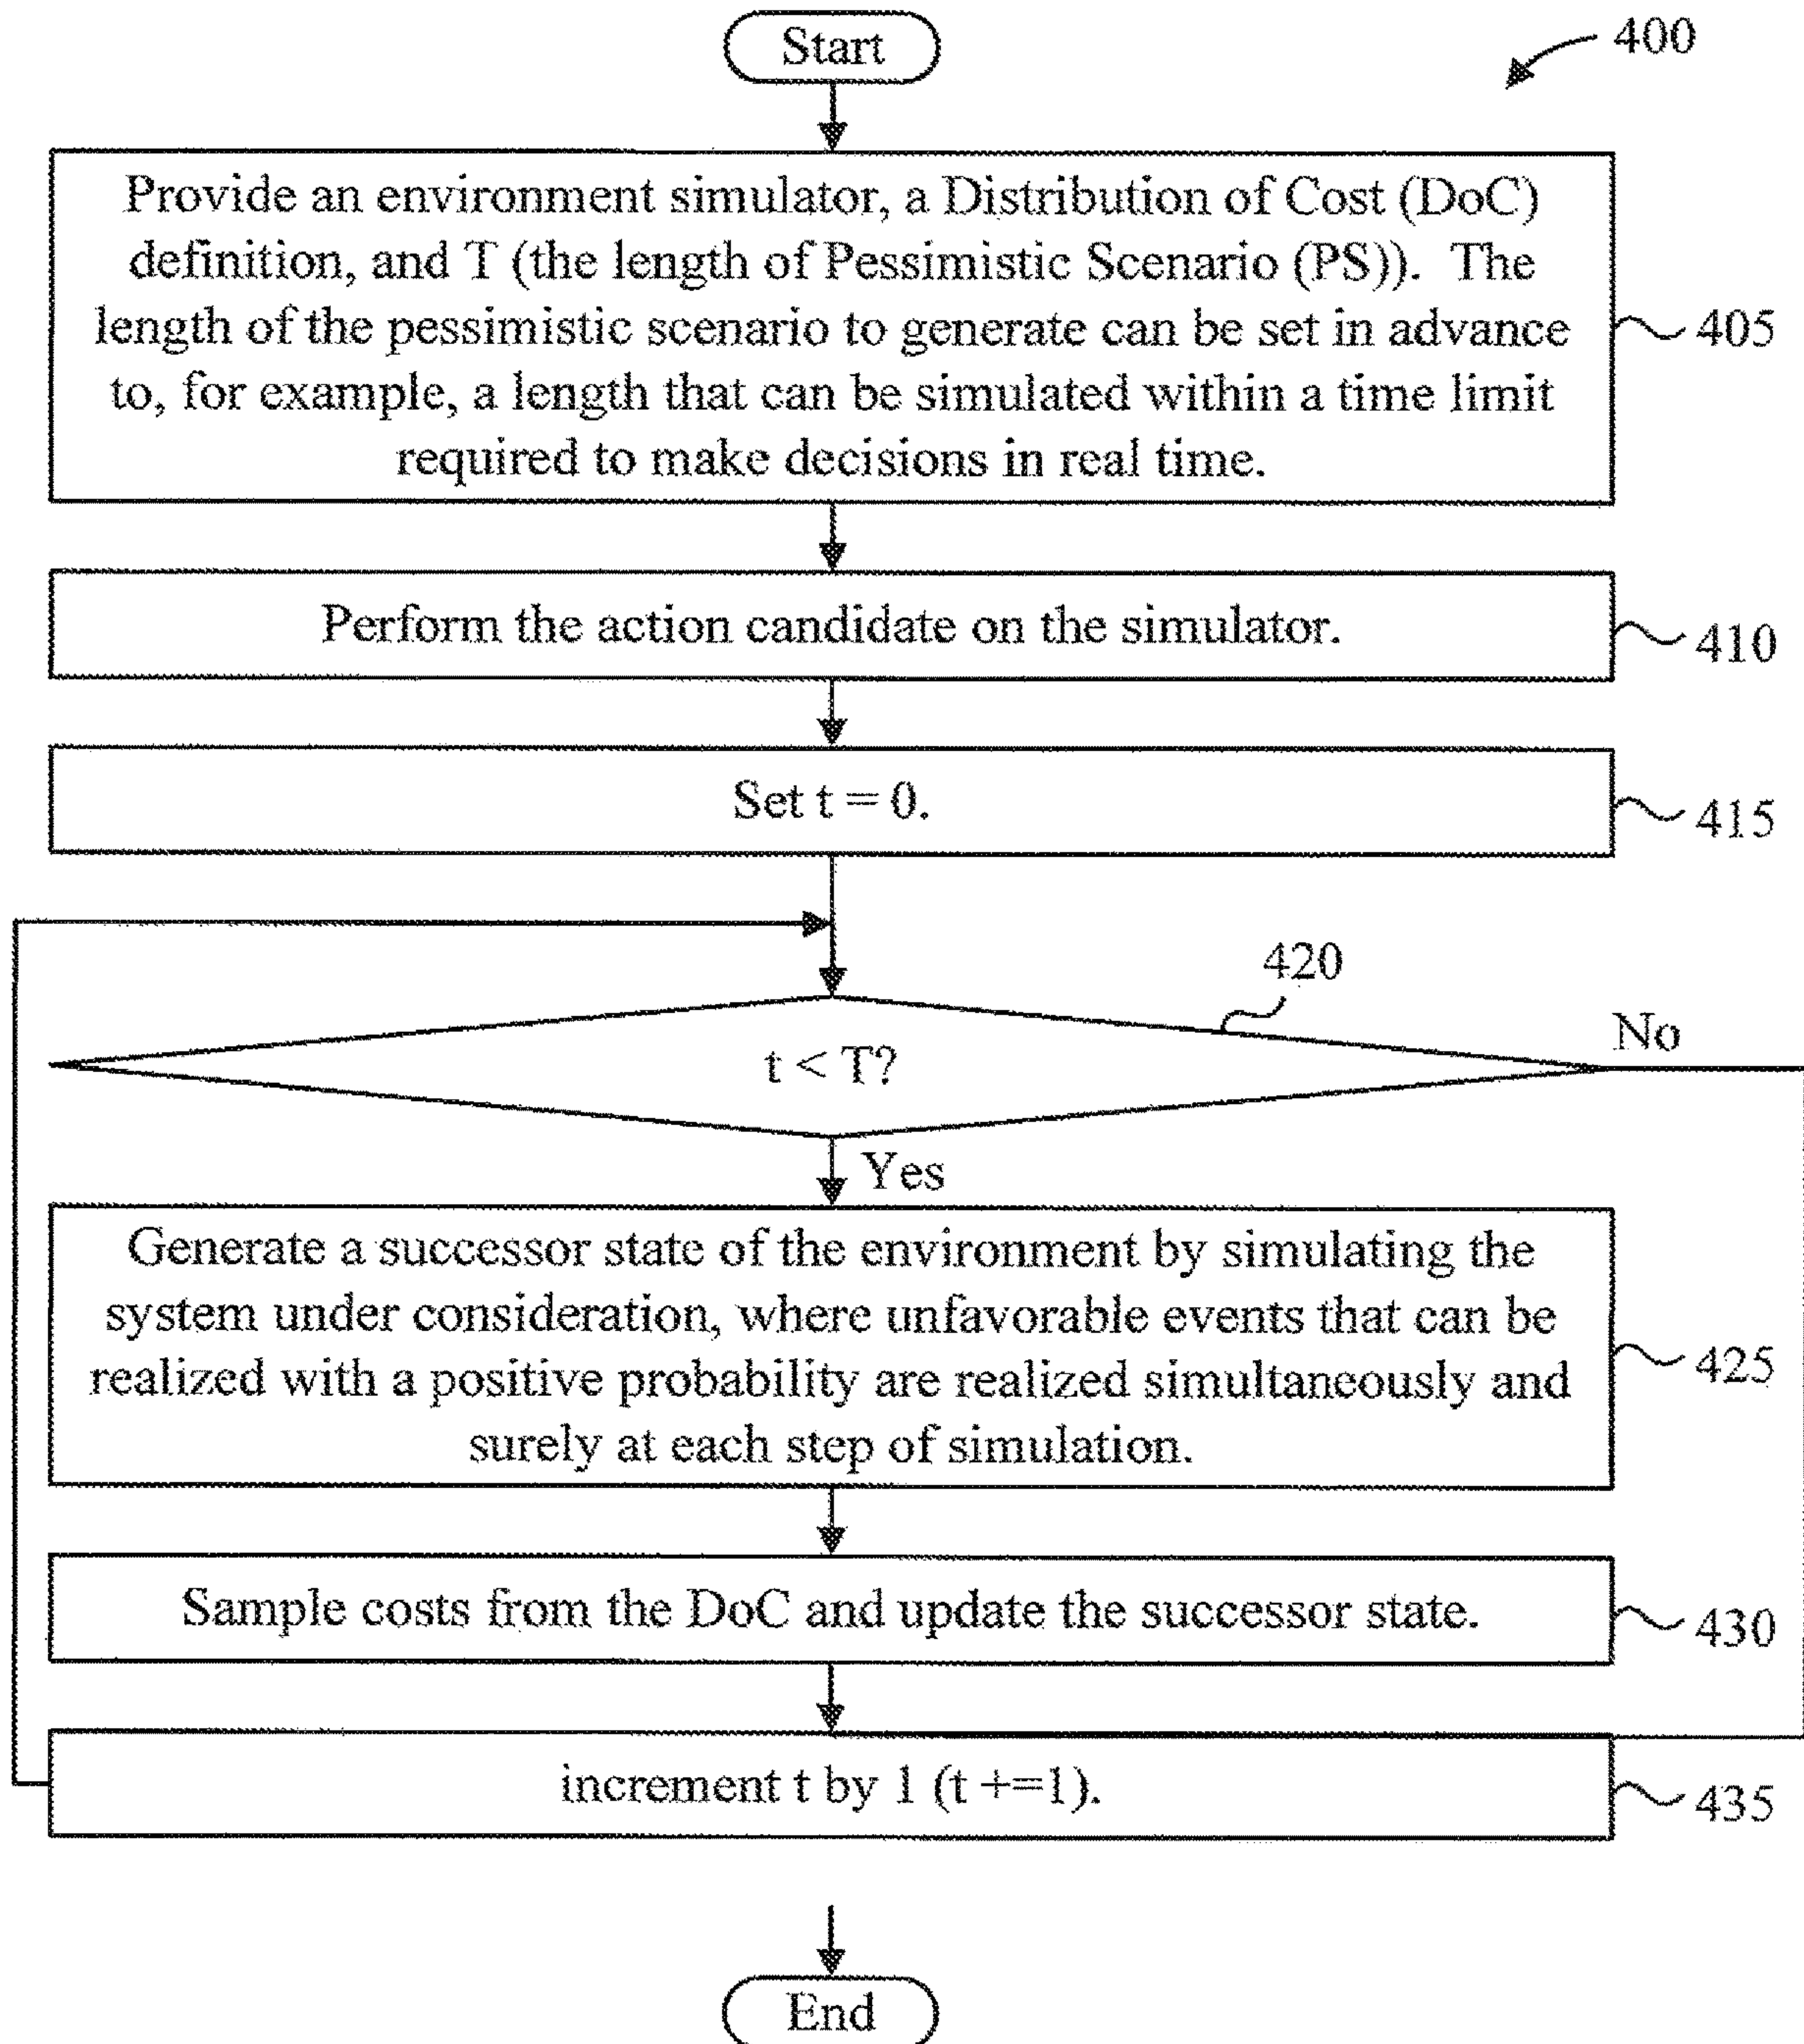 Start
400
Provide an environment simulator, a Distribution of Cost (DoC)
definition, and T (the length of Pessimistic Scenario (PS)). The
length of the pessimistic scenario to generate can be set in advance
to, for example, a length that can be simulated within a time limit
required to make decisions in real time.
405
Perform the action candidate on the simulator.
410
Set t = 0.
415
420
t < T?
No
Yes
Generate a successor state of the environment by simulating the
system under consideration, where unfavorable events that can be
realized with a positive probability are realized simultaneously and
surely at each step of simulation.
425
Sample costs from the DoC and update the successor state.
430
increment t by 1 (t +=1).
435
End